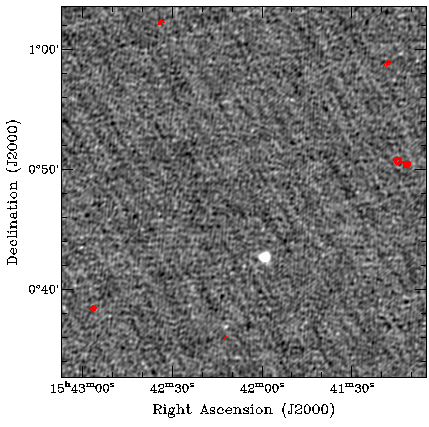 1°00'
0°50'
0°40'
Declination (J2000)
15ʰ43ᵐ00ˢ 42ᵐ30ˢ 42ᵐ00ˢ 41ᵐ30ˢ
Right Ascension (J2000)